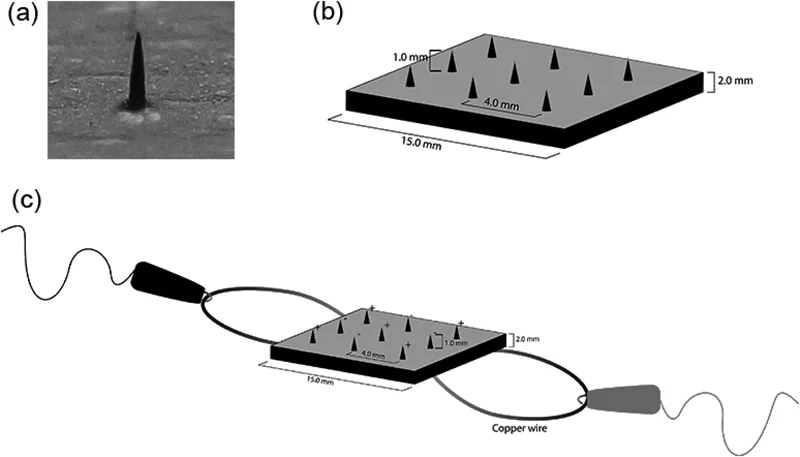 (a)
(b)
1.0 mm
2.0 mm
4.0 mm
15.0 mm
(c)
+
-
-
+
+
-
+
-
-
+
1.0 mm
2.0 mm
4.0 mm
15.0 mm
Copper wire